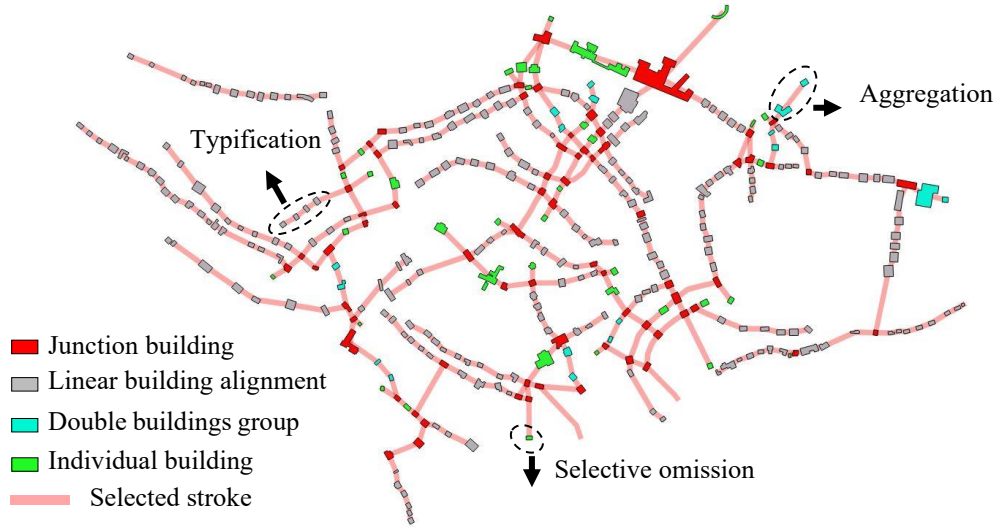 Aggregation
Typification
Junction building
Linear building alignment
Double buildings group
Individual building
Selected stroke
Selective omission